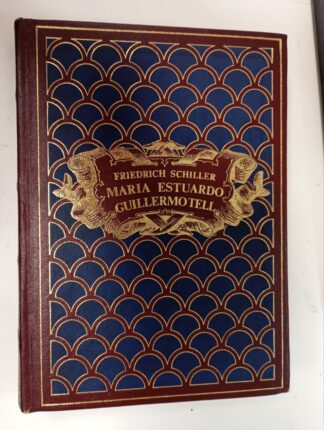 FRIEDRICH SCHILLER
MARIA ESTUARDO
GUILLERMO TELL